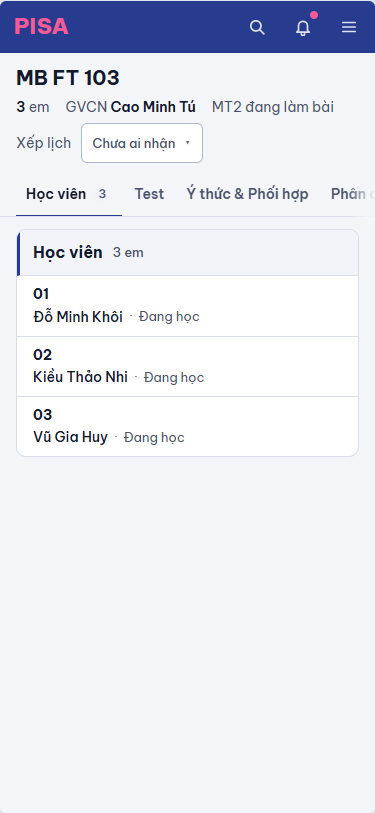 PISA
MB FT 103
3 em GVCN Cao Minh Tú MT2 đang làm bài
Xếp lịch Chưa ai nhận
Học viên 3 Test Ý thức & Phối hợp Phân
Học viên 3 em
01
Đỗ Minh Khôi · Đang học
02
Kiều Thảo Nhi · Đang học
03
Vũ Gia Huy · Đang học